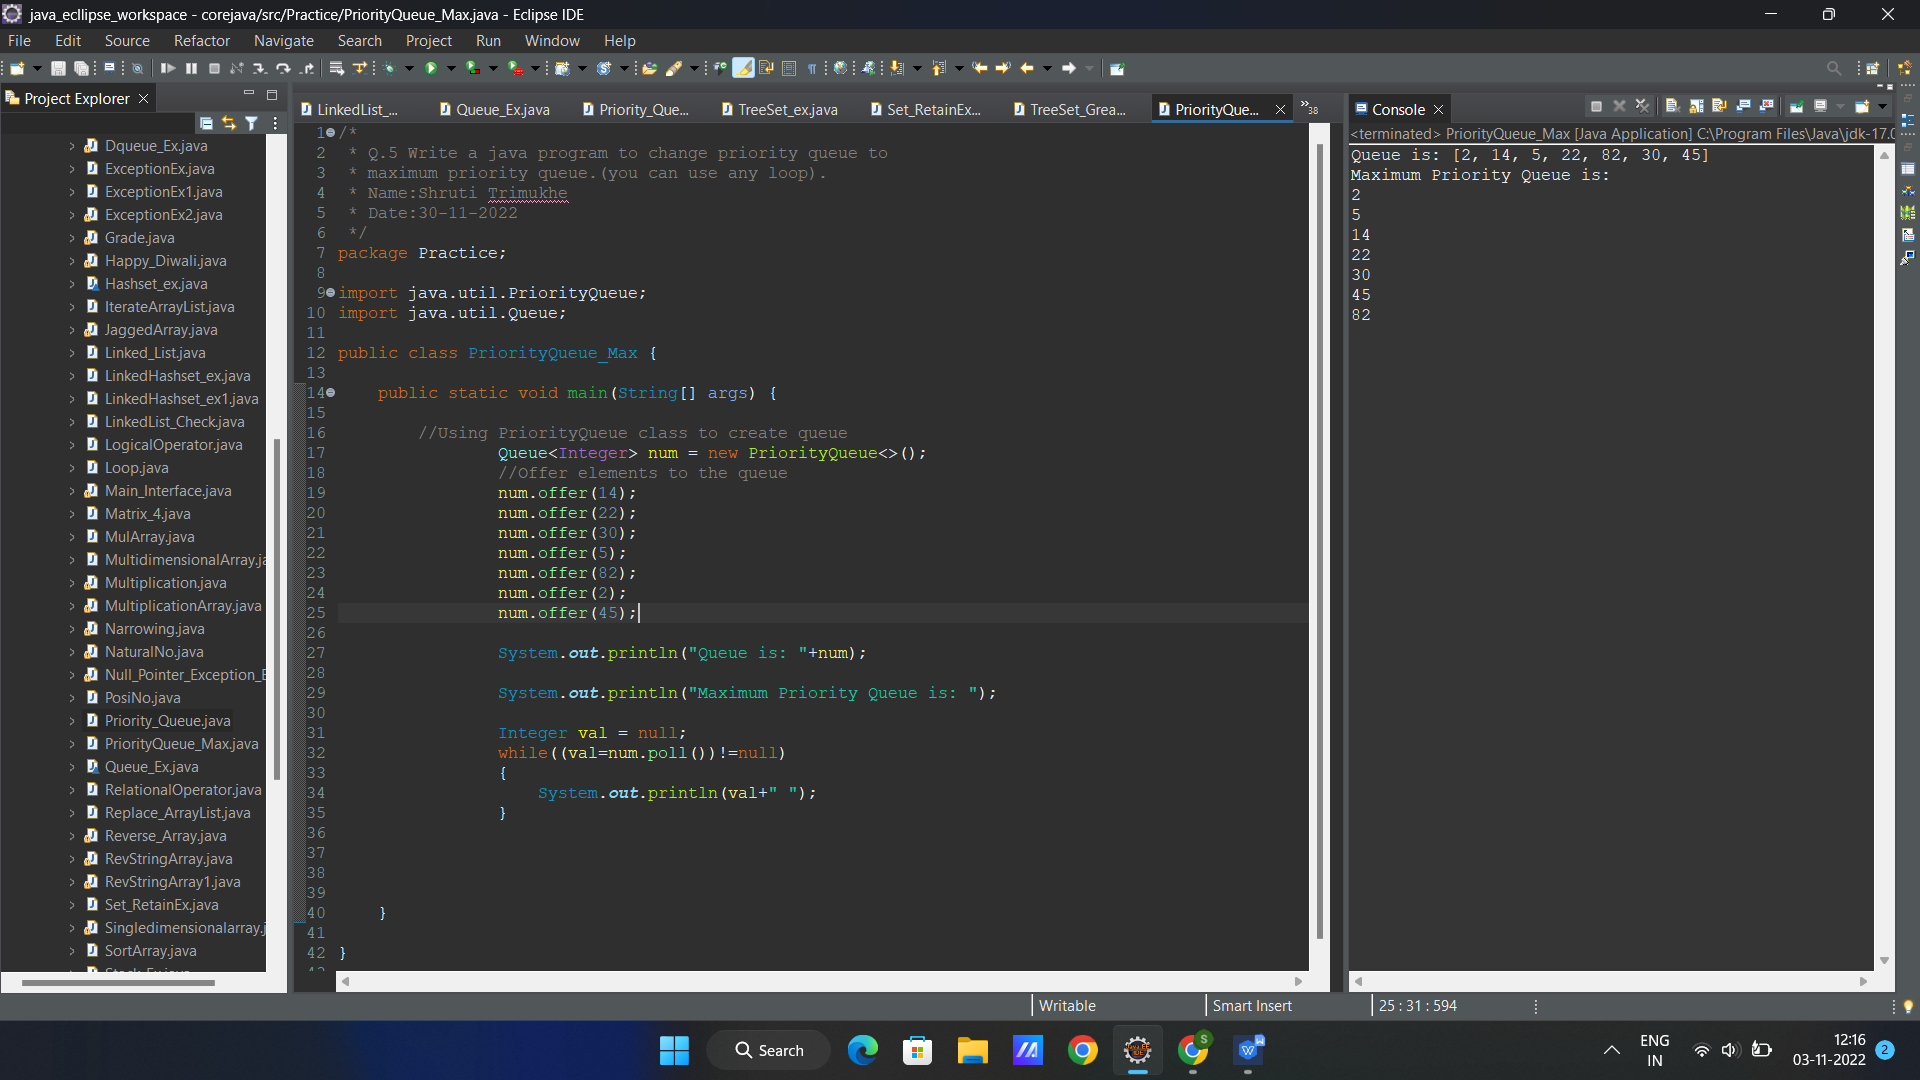 java_ecllipse_workspace - corejava/src/Practice/PriorityQueue_Max.java - Eclipse IDE
File Edit Source Refactor Navigate Search Project Run Window Help
Project Explorer
Dqueue_Ex.java
ExceptionEx.java
ExceptionEx1.java
ExceptionEx2.java
Grade.java
Happy_Diwali.java
Hashset_ex.java
IterateArrayList.java
JaggedArray.java
Linked_List.java
LinkedHashset_ex.java
LinkedHashset_ex1.java
LinkedList_Check.java
LogicalOperator.java
Loop.java
Main_Interface.java
Matrix_4.java
MulArray.java
MultidimensionalArray.ja
Multiplication.java
MultiplicationArray.java
Narrowing.java
NaturalNo.java
Null_Pointer_Exception_E
PosiNo.java
Priority_Queue.java
PriorityQueue_Max.java
Queue_Ex.java
RelationalOperator.java
Replace_ArrayList.java
Reverse_Array.java
RevStringArray.java
RevStringArray1.java
Set_RetainEx.java
Singledimensionalarray.j
SortArray.java
LinkedList_... Queue_Ex.java Priority_Que... TreeSet_ex.java Set_RetainEx... TreeSet_Grea... PriorityQue... »38
1 /*
2 * Q.5 Write a java program to change priority queue to
3 * maximum priority queue.(you can use any loop).
4 * Name:Shruti Trimukhe
5 * Date:30-11-2022
6 */
7 package Practice;
8
9 import java.util.PriorityQueue;
10 import java.util.Queue;
11
12 public class PriorityQueue_Max {
13
14 public static void main(String[] args) {
15
16 //Using PriorityQueue class to create queue
17 Queue<Integer> num = new PriorityQueue<>();
18 //Offer elements to the queue
19 num.offer(14);
20 num.offer(22);
21 num.offer(30);
22 num.offer(5);
23 num.offer(82);
24 num.offer(2);
25 num.offer(45);
26
27 System.out.println("Queue is: "+num);
28
29 System.out.println("Maximum Priority Queue is: ");
30
31 Integer val = null;
32 while((val=num.poll())!=null)
33 {
34 System.out.println(val+" ");
35 }
36
37
38
39
40 }
41
42 }
Console
<terminated> PriorityQueue_Max [Java Application] C:\Program Files\Java\jdk-17.0
Queue is: [2, 14, 5, 22, 82, 30, 45]
Maximum Priority Queue is:
2
5
14
22
30
45
82
Writable Smart Insert 25 : 31 : 594
Search
S
W
ENG
IN
12:16
03-11-2022
2